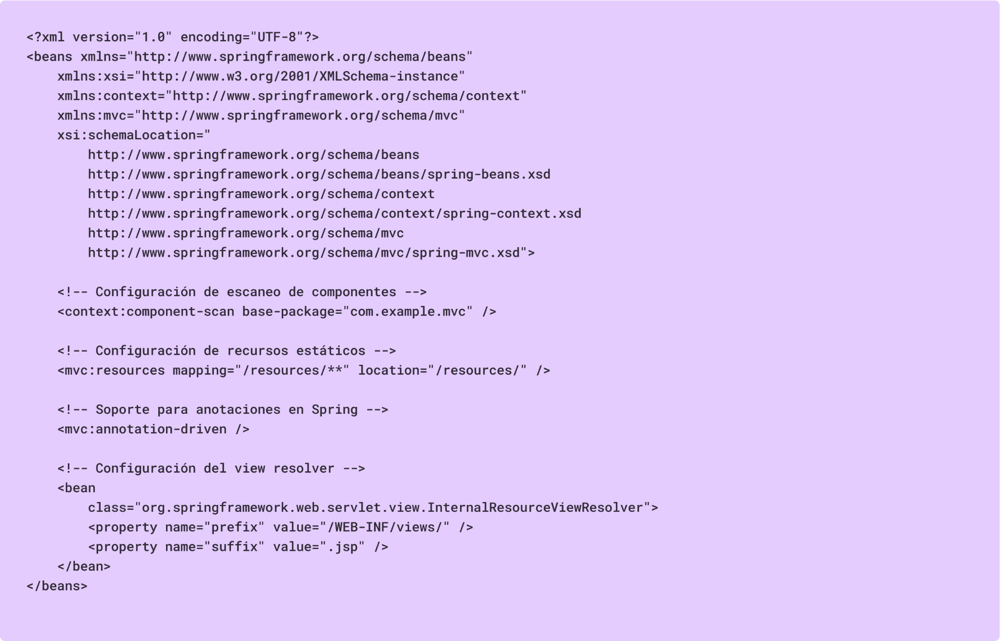 <?xml version="1.0" encoding="UTF-8"?>
<beans xmlns="http://www.springframework.org/schema/beans"
    xmlns:xsi="http://www.w3.org/2001/XMLSchema-instance"
    xmlns:context="http://www.springframework.org/schema/context"
    xmlns:mvc="http://www.springframework.org/schema/mvc"
    xsi:schemaLocation="
        http://www.springframework.org/schema/beans
        http://www.springframework.org/schema/beans/spring-beans.xsd
        http://www.springframework.org/schema/context
        http://www.springframework.org/schema/context/spring-context.xsd
        http://www.springframework.org/schema/mvc
        http://www.springframework.org/schema/mvc/spring-mvc.xsd">

    <!-- Configuración de escaneo de componentes -->
    <context:component-scan base-package="com.example.mvc" />

    <!-- Configuración de recursos estáticos -->
    <mvc:resources mapping="/resources/**" location="/resources/" />

    <!-- Soporte para anotaciones en Spring -->
    <mvc:annotation-driven />

    <!-- Configuración del view resolver -->
    <bean
        class="org.springframework.web.servlet.view.InternalResourceViewResolver">
        <property name="prefix" value="/WEB-INF/views/" />
        <property name="suffix" value=".jsp" />
    </bean>
</beans>